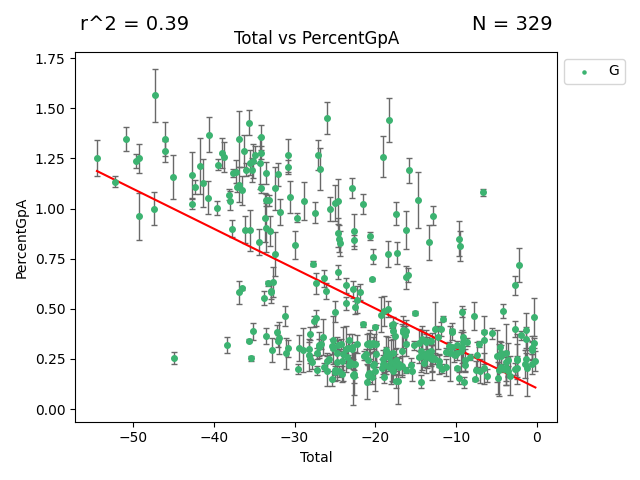 r^2 = 0.39 N = 329
Total vs PercentGpA
G
1.75
1.50
1.25
1.00
0.75
0.50
0.25
0.00
PercentGpA
−50 −40 −30 −20 −10 0
Total